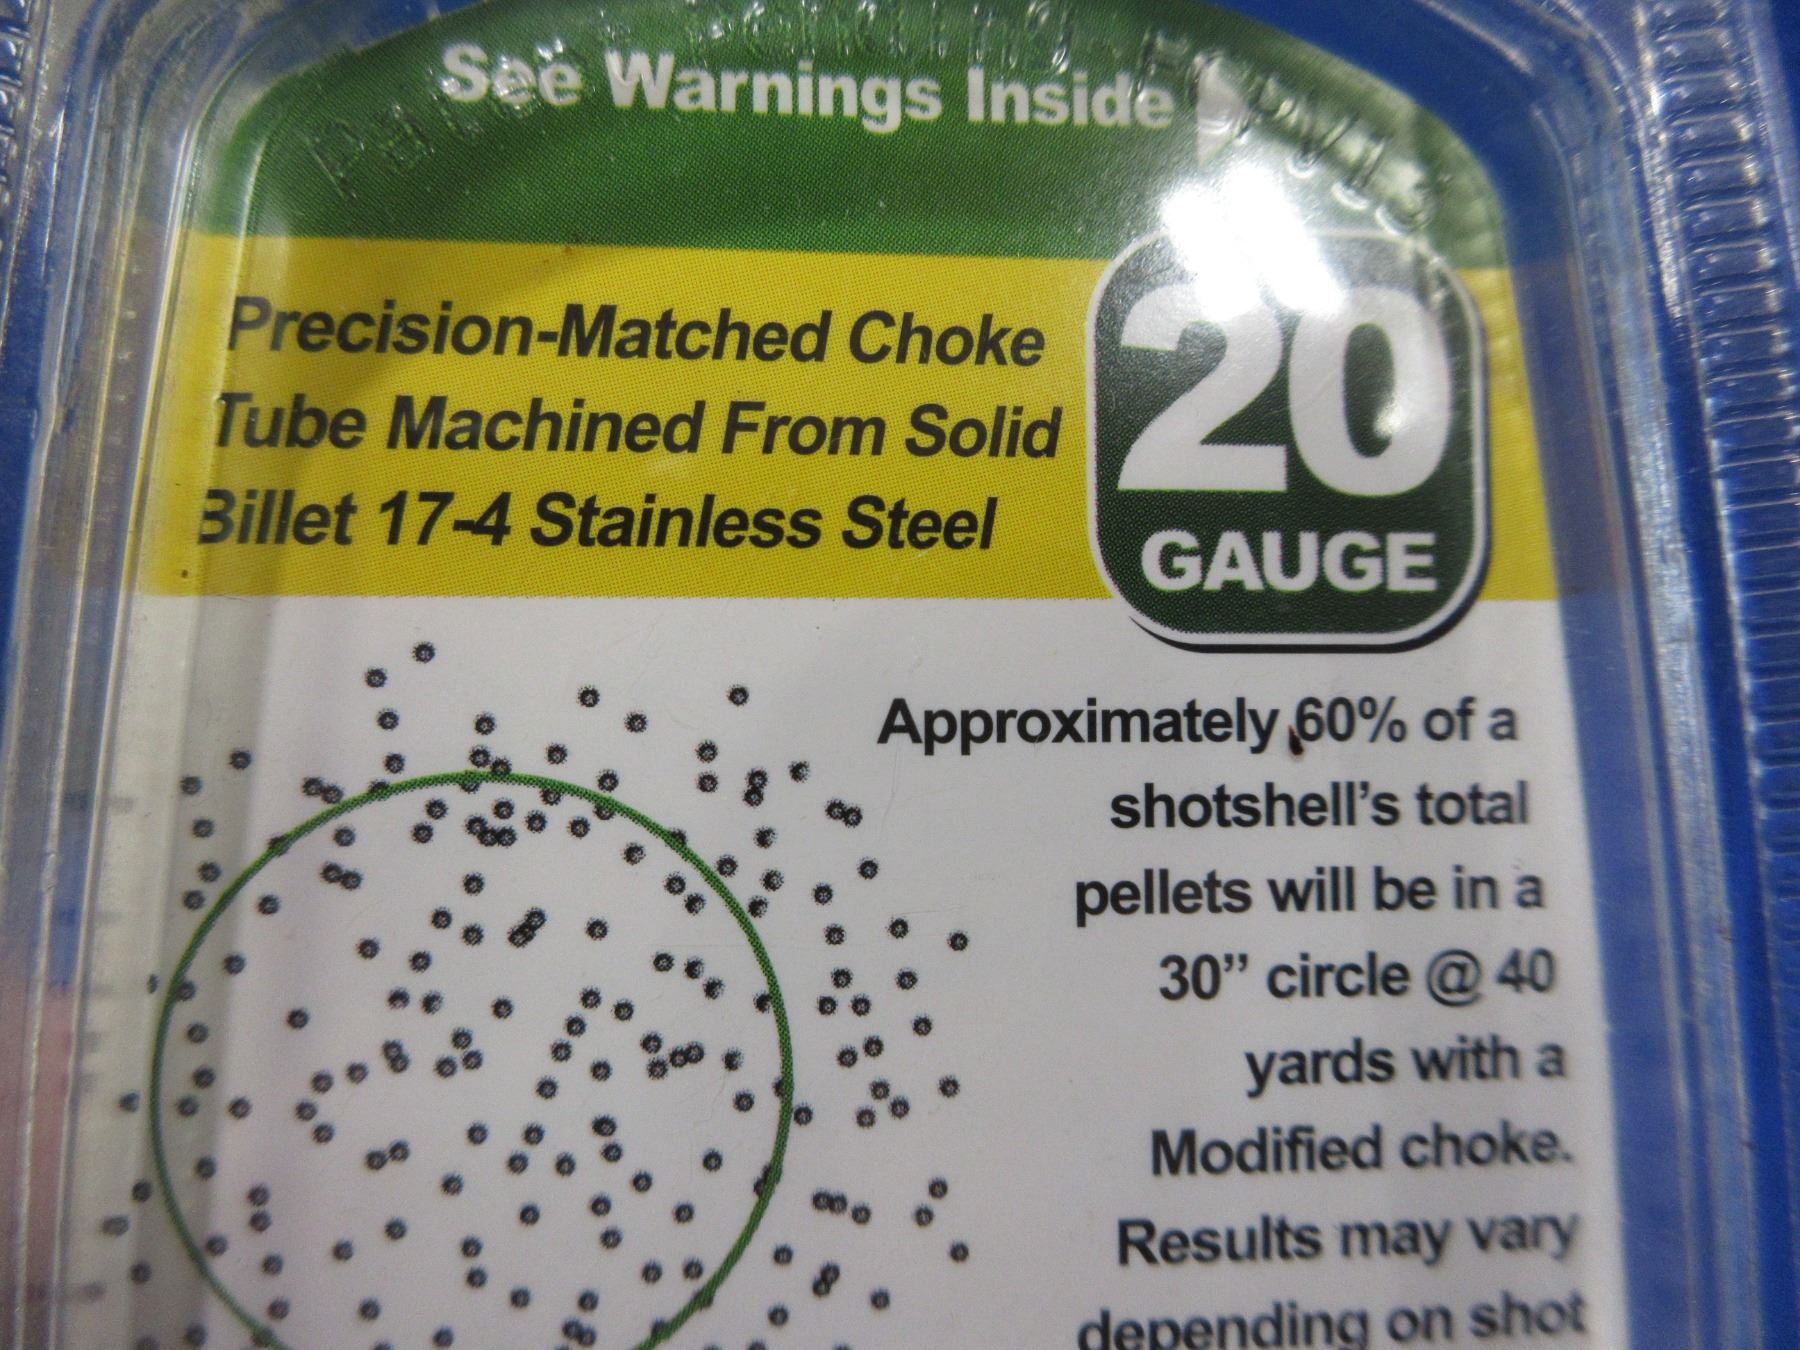 See Warnings Inside
Precision-Matched Choke
Tube Machined From Solid
Billet 17-4 Stainless Steel
20
GAUGE
Approximately 60% of a
shotshell's total
pellets will be in a
30" circle @ 40
yards with a
Modified choke.
Results may vary
depending on shot